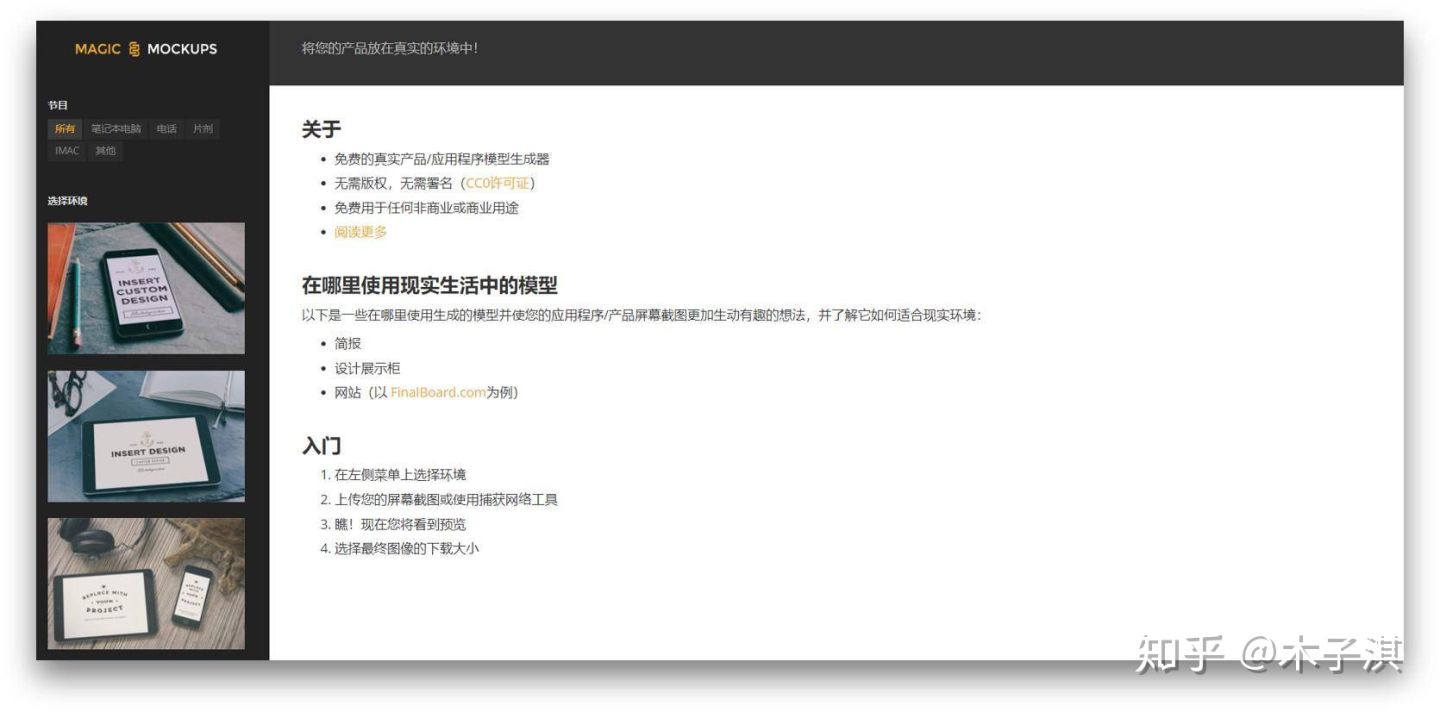 MAGIC MOCKUPS
将您的产品放在真实的环境中！
节目
所有 笔记本电脑 电话 片剂
IMAC 其他
选择环境
INSERT
CUSTOM
DESIGN
INSERT DESIGN
REPLACE WITH
YOUR
PROJECT
REPLACE WITH
YOUR
PROJECT
关于
免费的真实产品/应用程序模型生成器
无需版权，无需署名（CC0许可证）
免费用于任何非商业或商业用途
阅读更多
在哪里使用现实生活中的模型
以下是一些在哪里使用生成的模型并使您的应用程序/产品屏幕截图更加生动有趣的想法，并了解它如何适合现实环境：
简报
设计展示柜
网站（以 FinalBoard.com为例）
入门
1. 在左侧菜单上选择环境
2. 上传您的屏幕截图或使用捕获网络工具
3. 瞧！现在您将看到预览
4. 选择最终图像的下载大小
知乎 @木子淇